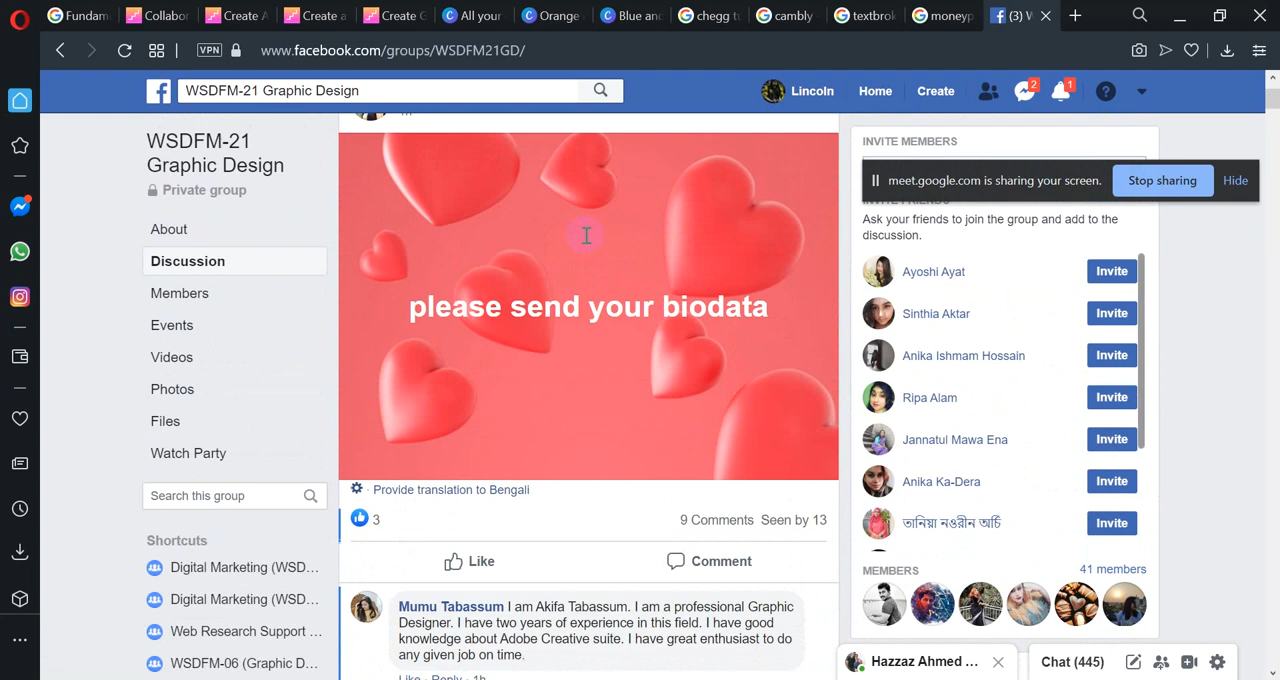 Fundam
Collabor
Create A
Create a
Create G
All your
Orange
Blue and
chegg tu
cambly
textbrok
moneyp
(3) W
VPN
www.facebook.com/groups/WSDFM21GD/
WSDFM-21 Graphic Design
Lincoln
Home
Create
2
1
WSDFM-21
Graphic Design
Private group
About
Discussion
Members
Events
Videos
Photos
Files
Watch Party
Search this group
Shortcuts
Digital Marketing (WSD...
Digital Marketing (WSD...
Web Research Support ...
WSDFM-06 (Graphic D...
please send your biodata
Provide translation to Bengali
3
9 Comments Seen by 13
Like
Comment
Mumu Tabassum I am Akifa Tabassum. I am a professional Graphic
Designer. I have two years of experience in this field. I have good
knowledge about Adobe Creative suite. I have great enthusiast to do
any given job on time.
Like · Reply · 1h
INVITE MEMBERS
meet.google.com is sharing your screen.
Stop sharing
Hide
INVITE FRIENDS
Ask your friends to join the group and add to the
discussion.
Ayoshi Ayat
Invite
Sinthia Aktar
Invite
Anika Ishmam Hossain
Invite
Ripa Alam
Invite
Jannatul Mawa Ena
Invite
Anika Ka-Dera
Invite
তানিয়া নওরীন অর্চি
Invite
MEMBERS
41 members
Hazzaz Ahmed ...
Chat (445)